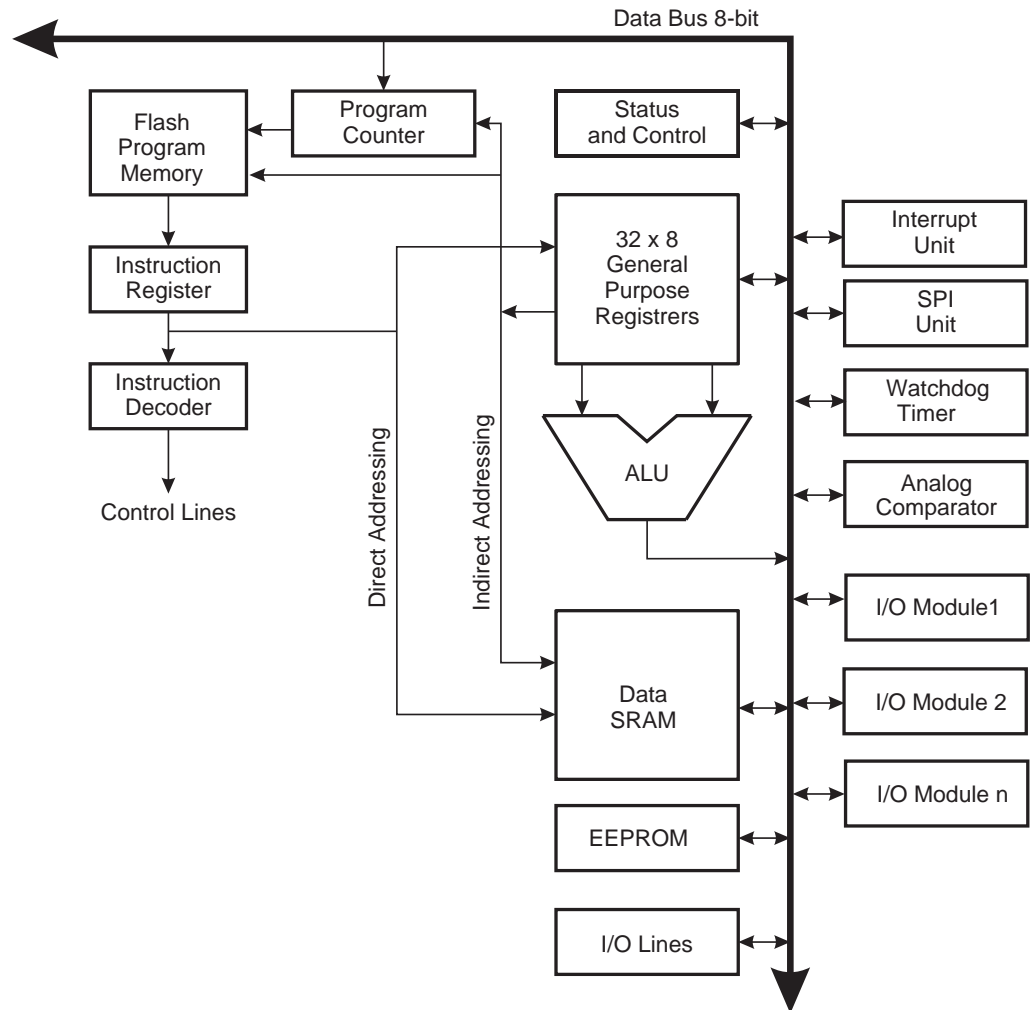 Data Bus 8-bit
Flash
Program
Memory
Program
Counter
Status
and Control
32 x 8
General
Purpose
Registrers
Interrupt
Unit
Instruction
Register
SPI
Unit
Instruction
Decoder
Watchdog
Timer
ALU
Analog
Comparator
Control Lines
Direct Addressing
Indirect Addressing
I/O Module1
Data
SRAM
I/O Module 2
I/O Module n
EEPROM
I/O Lines